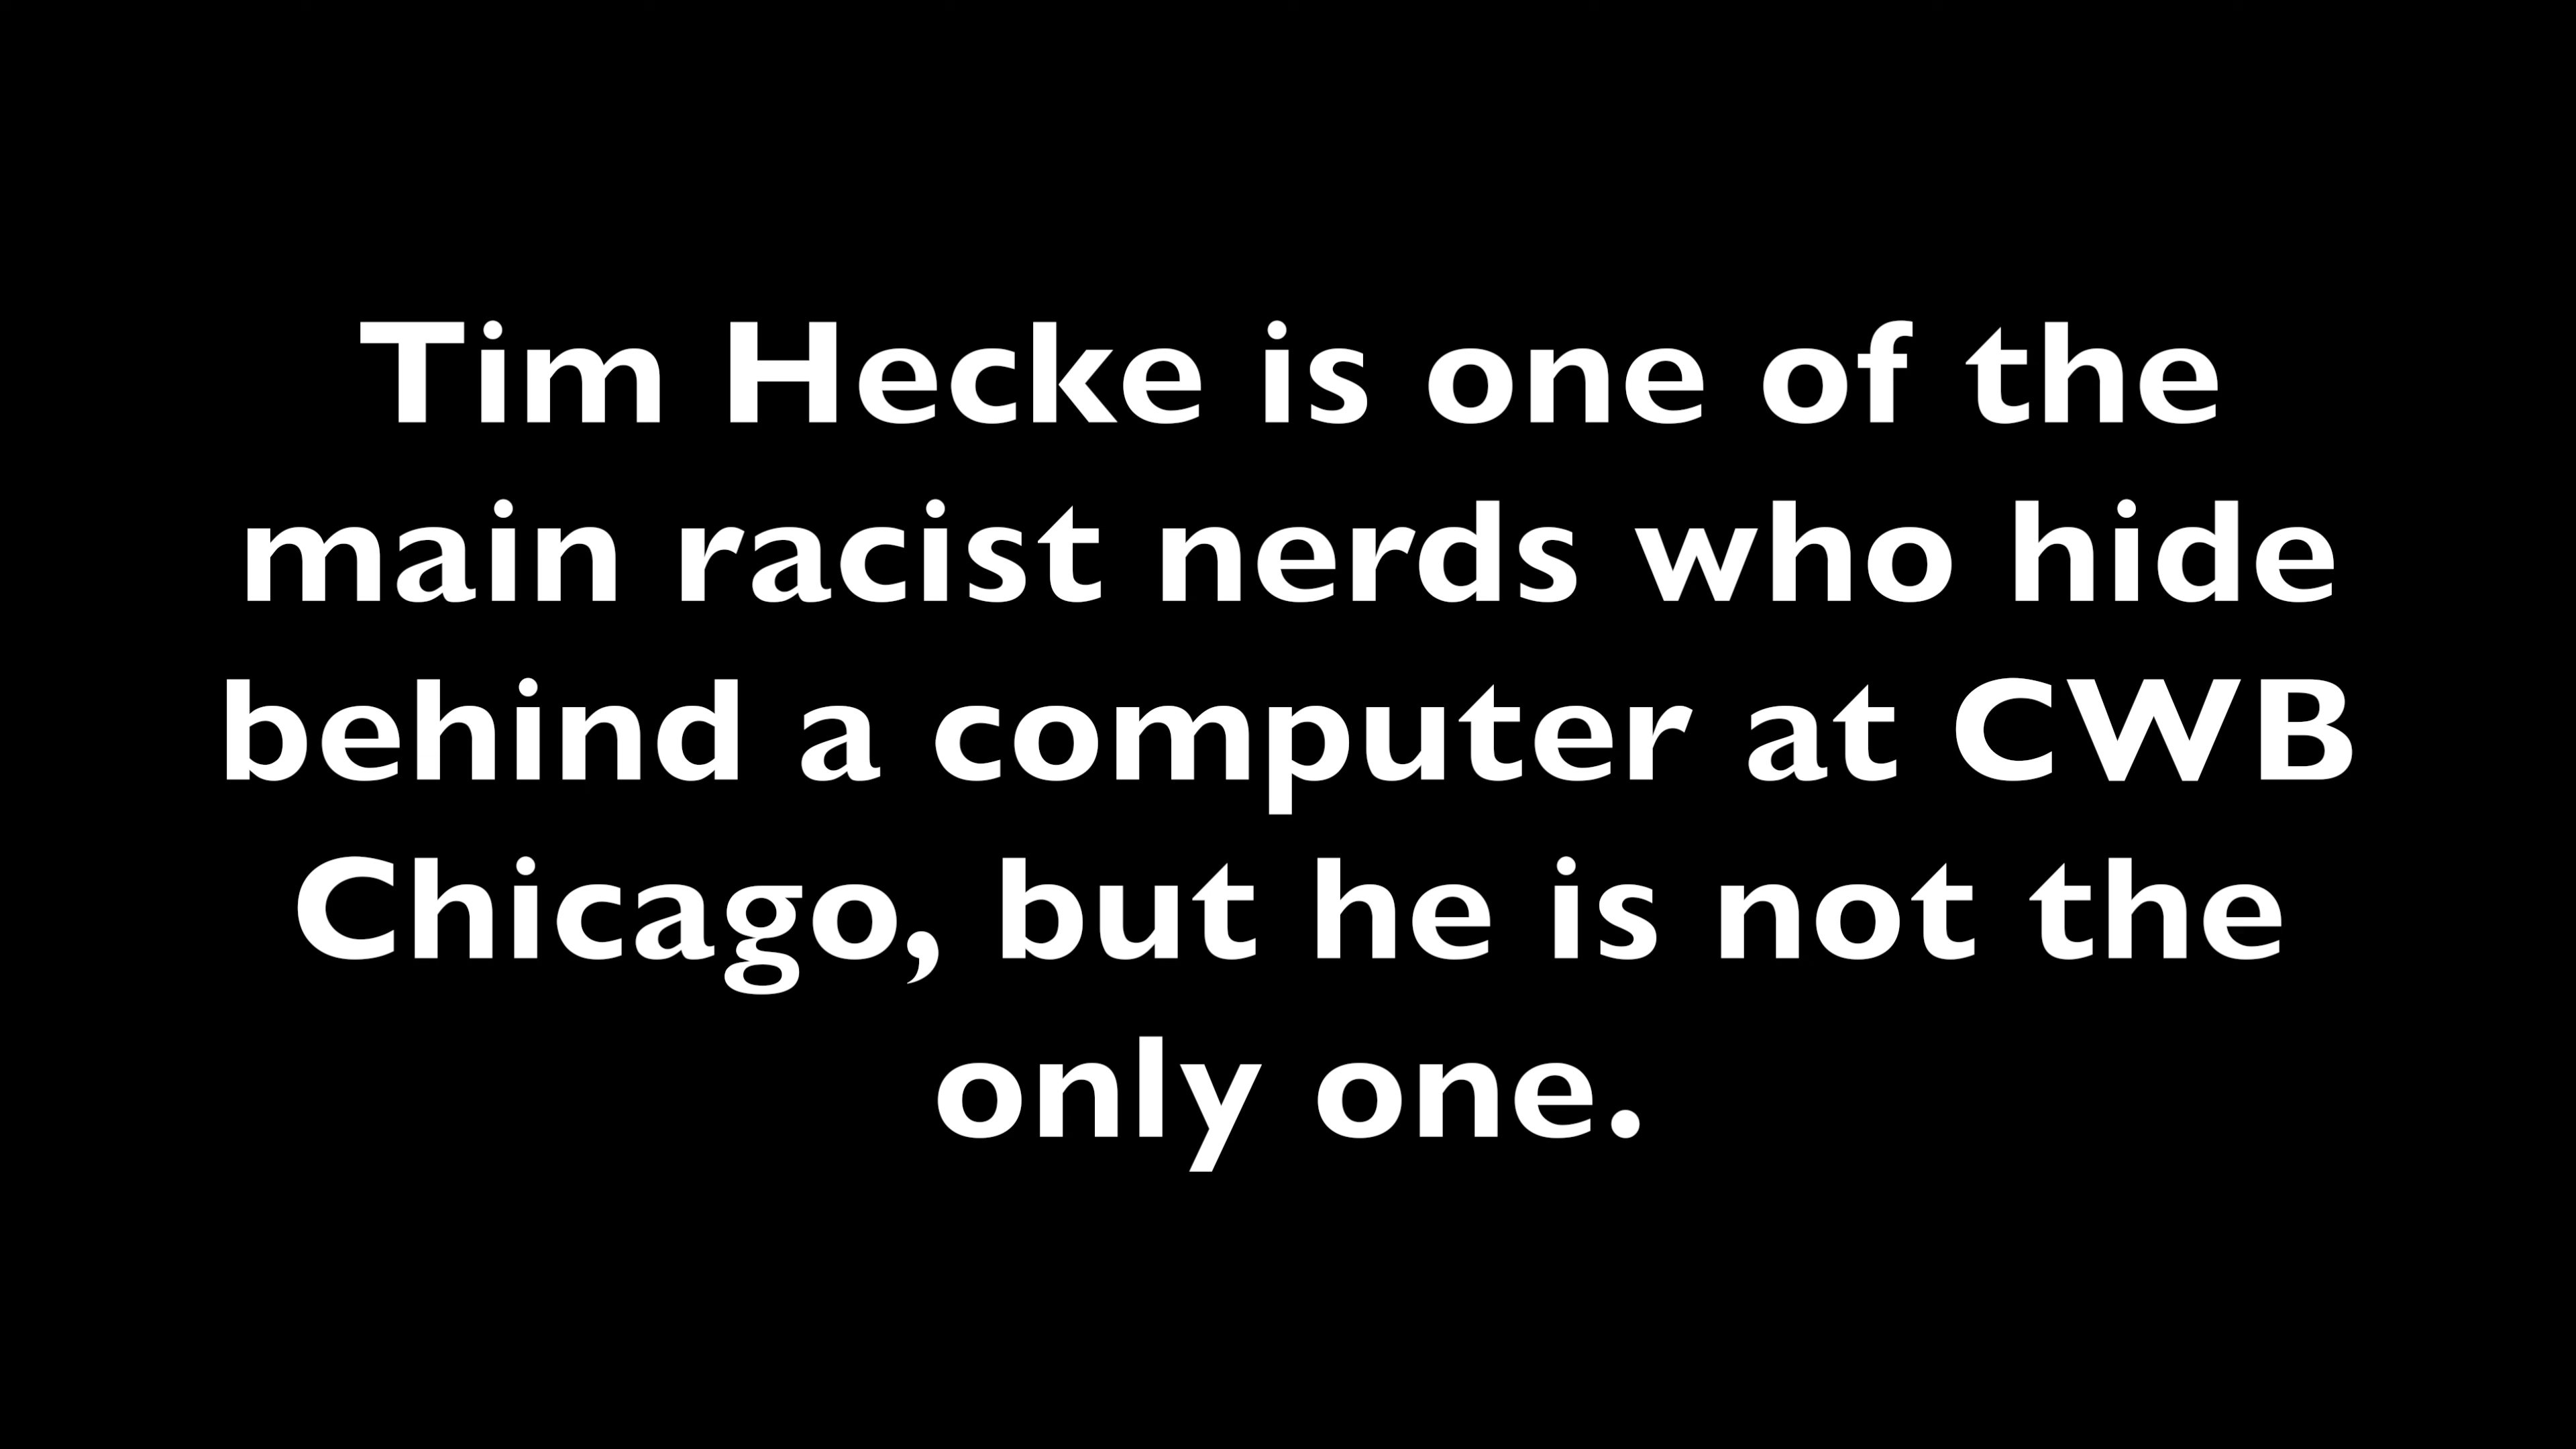 Tim Hecke is one of the
main racist nerds who hide
behind a computer at CWB
Chicago, but he is not the
only one.